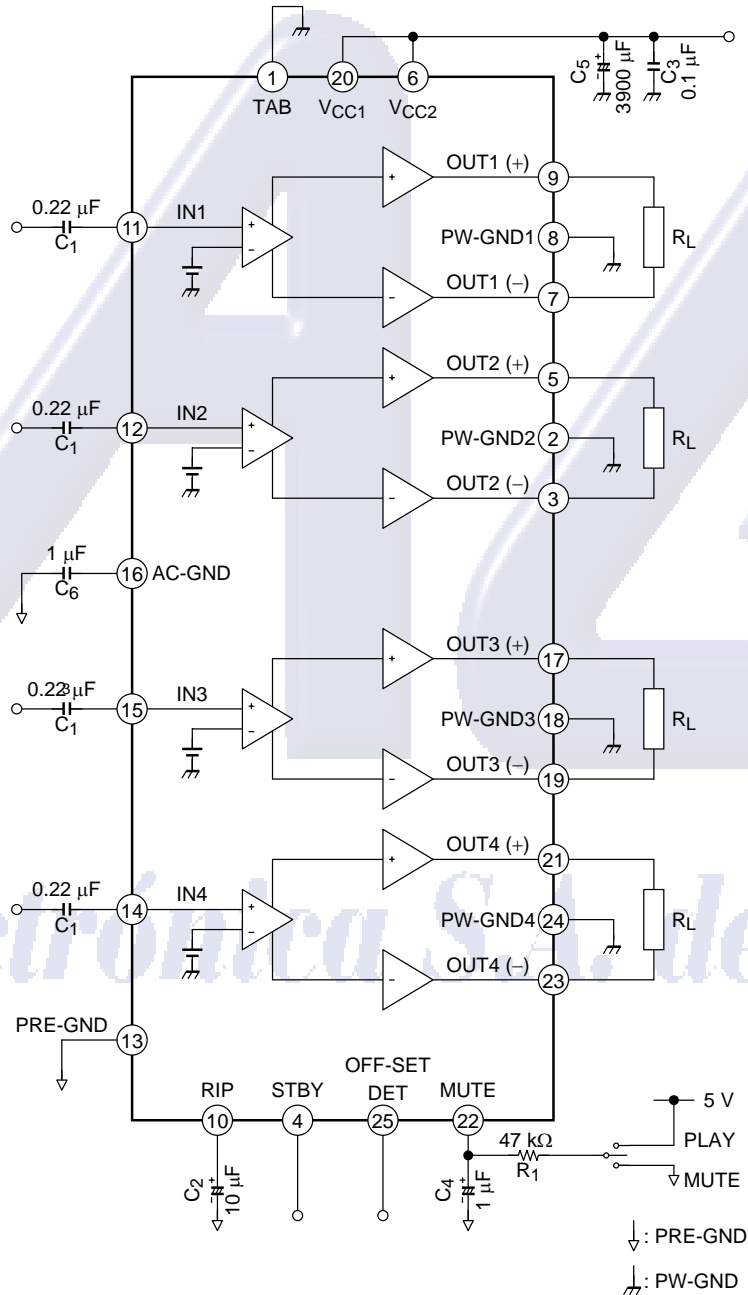 1
20
6
TAB
VCC1
VCC2
C5
3900 μF
C3
0.1 μF
0.22 μF
C1
11
IN1
OUT1 (+)
9
PW-GND1
8
OUT1 (−)
7
RL
0.22 μF
C1
12
IN2
OUT2 (+)
5
PW-GND2
2
OUT2 (−)
3
RL
1 μF
C6
16
AC-GND
0.22 μF
C1
15
IN3
OUT3 (+)
17
PW-GND3
18
OUT3 (−)
19
RL
0.22 μF
C1
14
IN4
OUT4 (+)
21
PW-GND4
24
OUT4 (−)
23
RL
ctrónica S.A. de
PRE-GND
13
RIP
STBY
OFF-SET
DET
MUTE
10
4
25
22
C2
10 μF
C4
1 μF
47 kΩ
R1
5 V
PLAY
MUTE
: PRE-GND
: PW-GND